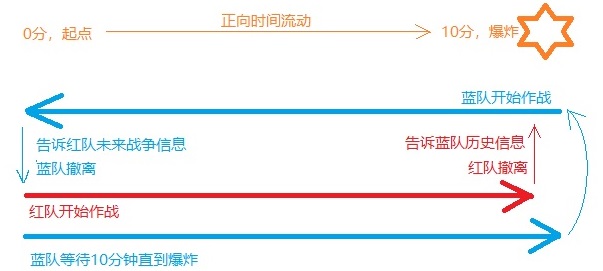 正向时间流动
0分，起点
10分，爆炸
蓝队开始作战
告诉红队未来战争信息
蓝队撤离
告诉蓝队历史信息
红队撤离
红队开始作战
蓝队等待10分钟直到爆炸